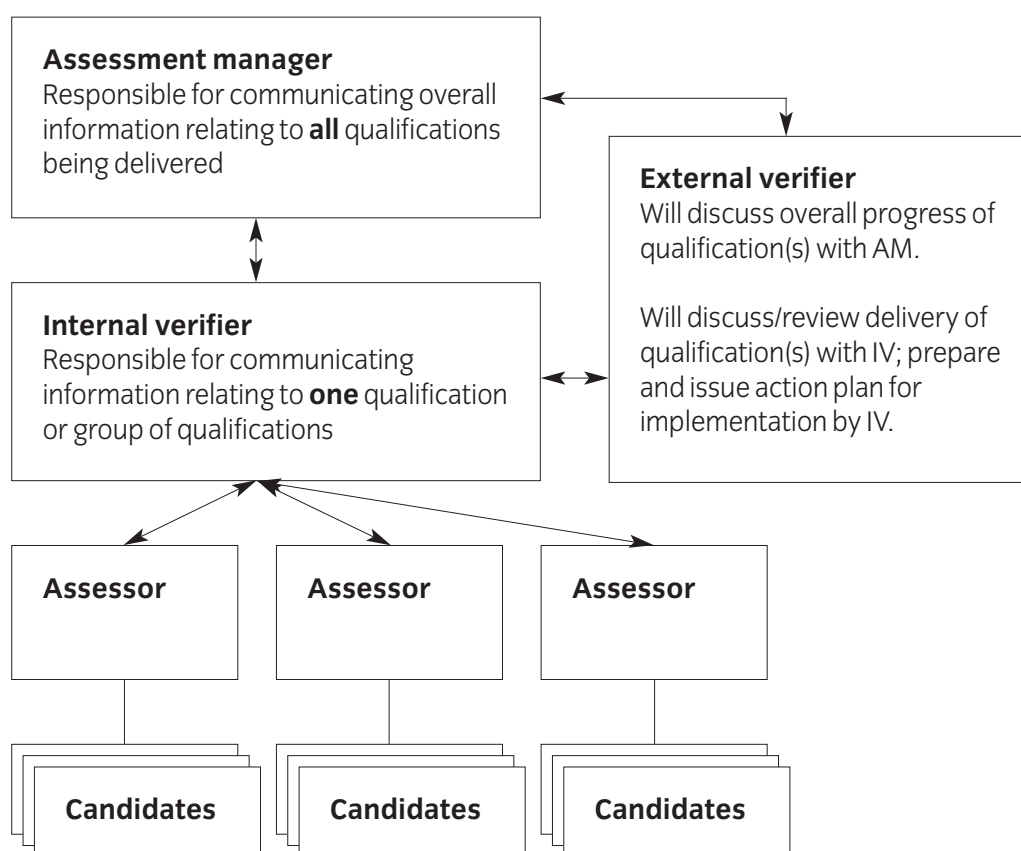 Assessment manager
Responsible for communicating overall
information relating to all qualifications
being delivered
External verifier
Will discuss overall progress of
qualification(s) with AM.
Will discuss/review delivery of
qualification(s) with IV; prepare
and issue action plan for
implementation by IV.
Internal verifier
Responsible for communicating
information relating to one qualification
or group of qualifications
Assessor
Assessor
Assessor
Candidates
Candidates
Candidates